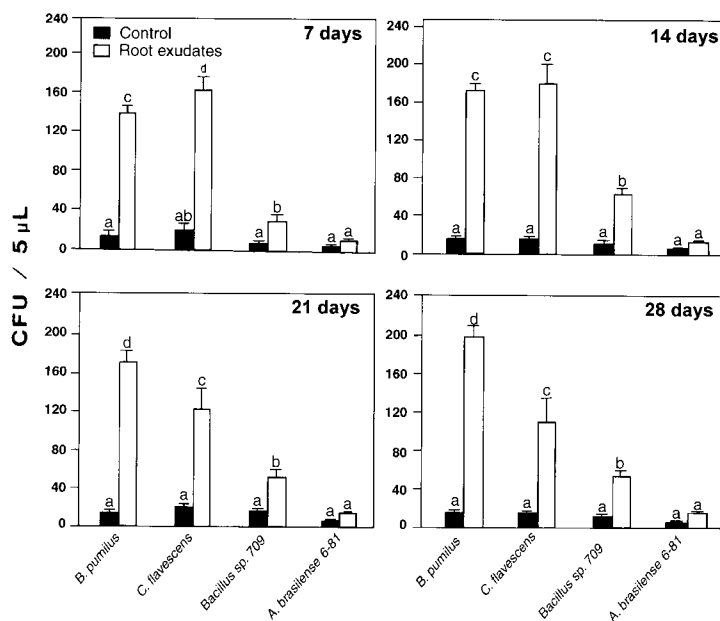 Control
Root exudates
7 days
240
200
160
120
80
40
0
a
c
ab
d
a
b
a
a
14 days
240
200
160
120
80
40
0
a
c
a
c
a
b
a
a
CFU / 5 µL
21 days
240
200
160
120
80
40
0
a
d
a
c
a
b
a
a
B. pumilus
C. flavescens
Bacillus sp. 709
A. brasilense 6-81
28 days
240
200
160
120
80
40
0
a
d
a
c
a
b
a
a
B. pumilus
C. flavescens
Bacillus sp. 709
A. brasilense 6-81